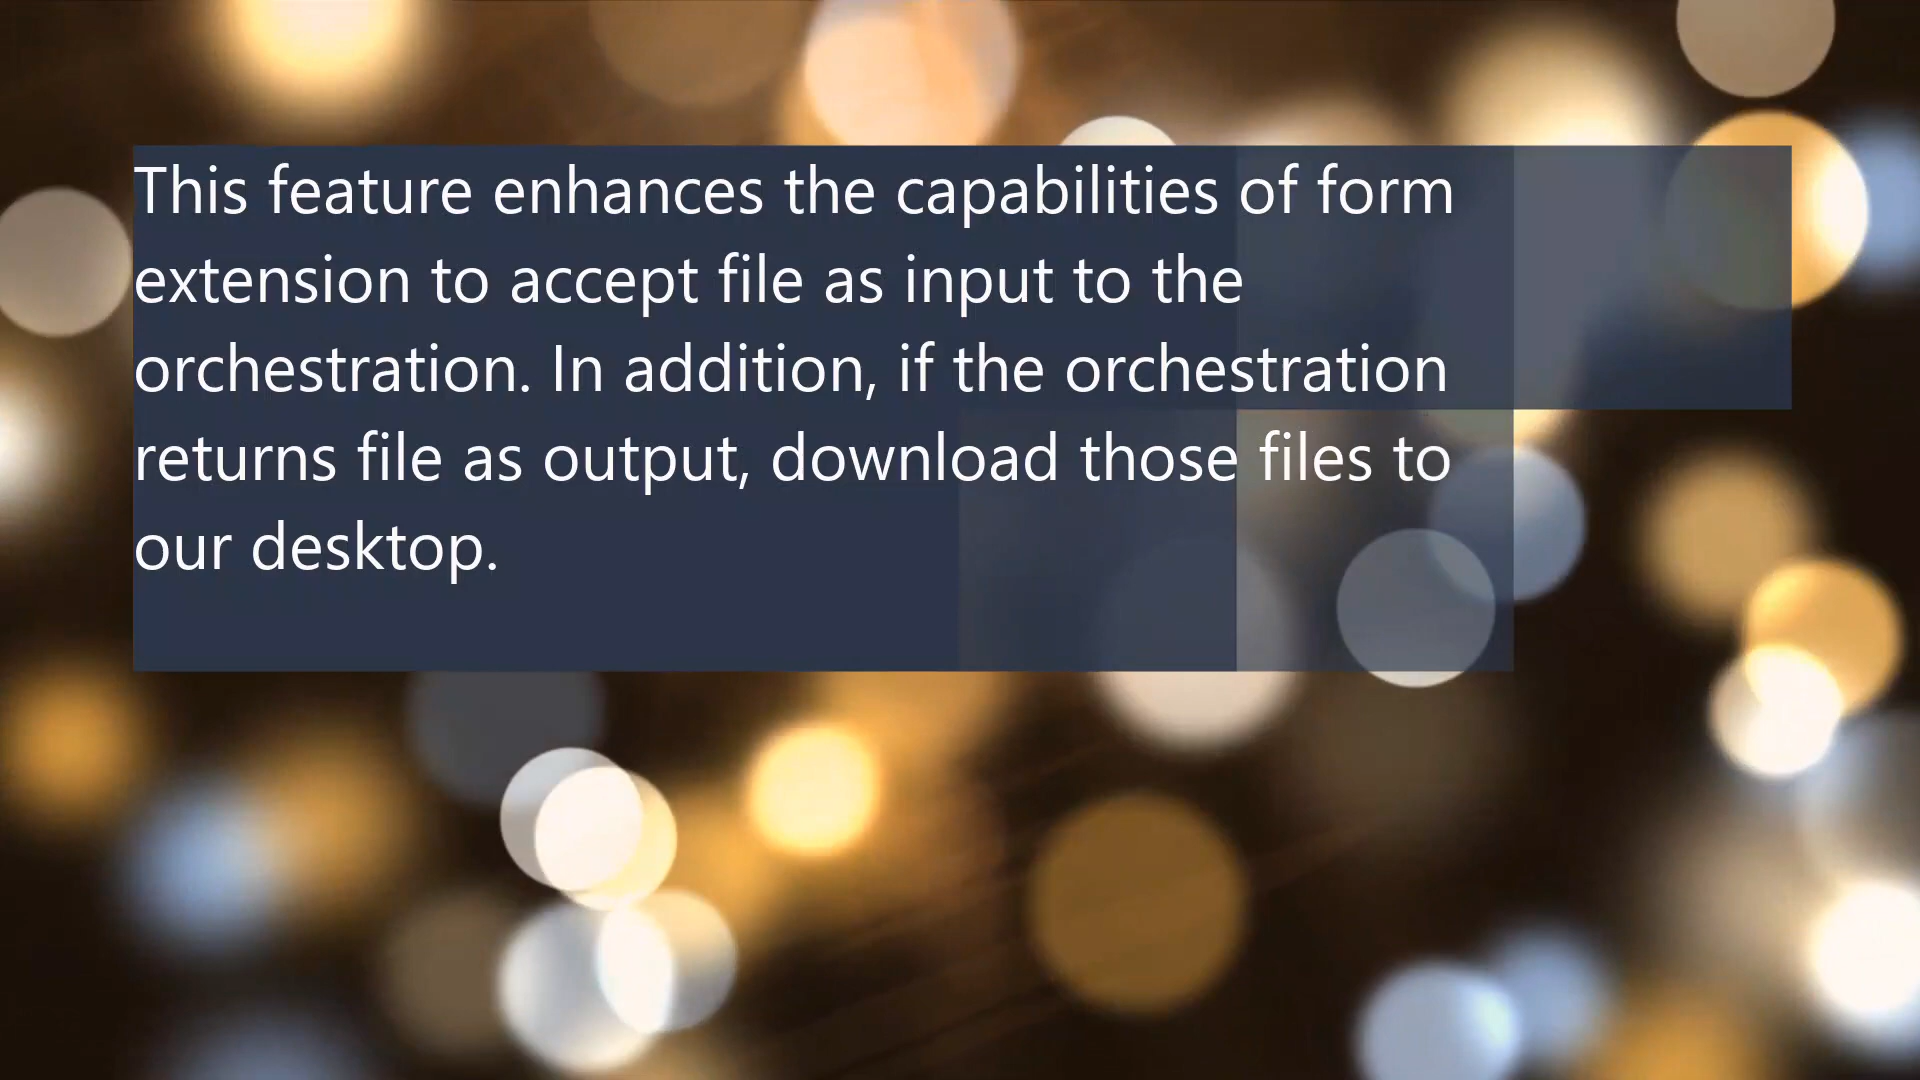 This feature enhances the capabilities of form
extension to accept file as input to the
orchestration. In addition, if the orchestration
returns file as output, download those files to
our desktop.